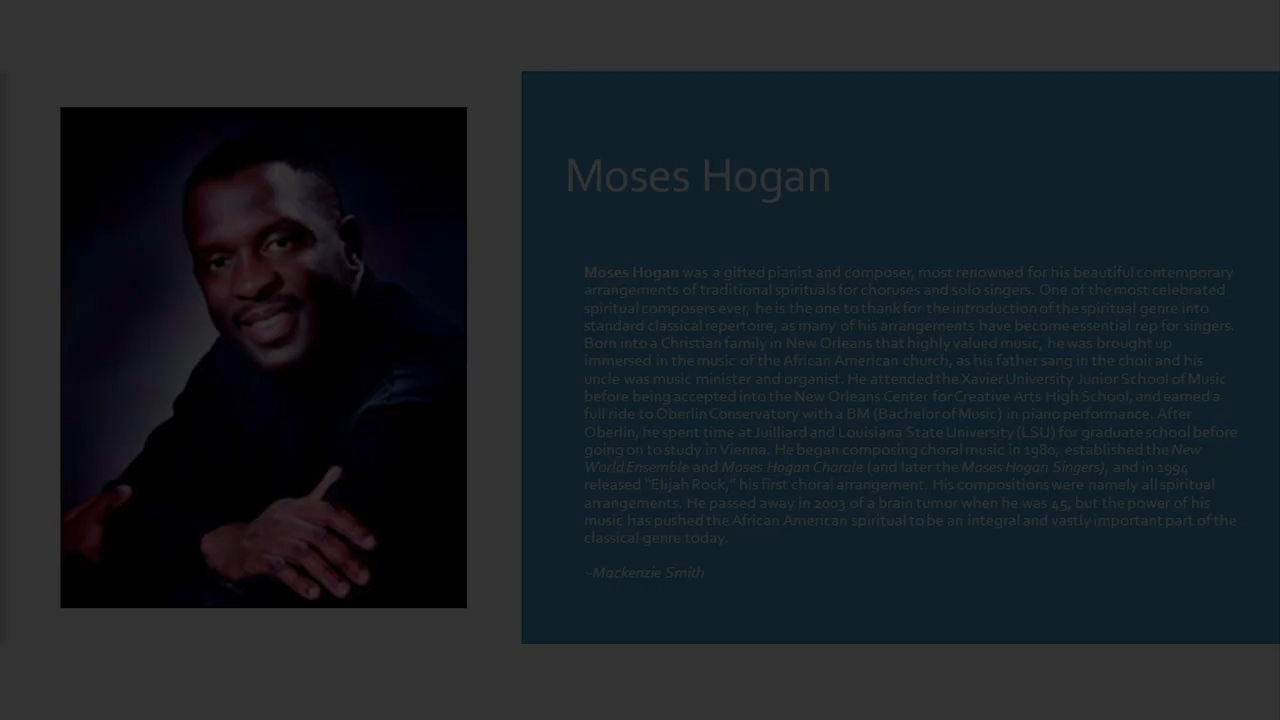 Moses Hogan
Moses Hogan was a gifted pianist and composer, most renowned for his beautiful contemporary
arrangements of traditional spirituals for choruses and solo singers. One of the most celebrated
spiritual composers ever, he is the one to thank for the introduction of the spiritual genre into
standard classical repertoire, as many of his arrangements have become essential rep for singers.
Born into a Christian family in New Orleans that highly valued music, he was brought up
immersed in the music of the African American church, as his father sang in the choir and his
uncle was music minister and organist. He attended the Xavier University Junior School of Music
before being accepted into the New Orleans Center for Creative Arts High School, and earned a
full ride to Oberlin Conservatory with a BM (Bachelor of Music) in piano performance. After
Oberlin, he spent time at Juilliard and Louisiana State University (LSU) for graduate school before
going on to study in Vienna. He began composing choral music in 1980, established the New
World Ensemble and Moses Hogan Chorale (and later the Moses Hogan Singers), and in 1994
released "Elijah Rock," his first choral arrangement. His compositions were namely all spiritual
arrangements. He passed away in 2003 of a brain tumor when he was 45, but the power of his
music has pushed the African American spiritual to be an integral and vastly important part of the
classical genre today.
~Mackenzie Smith